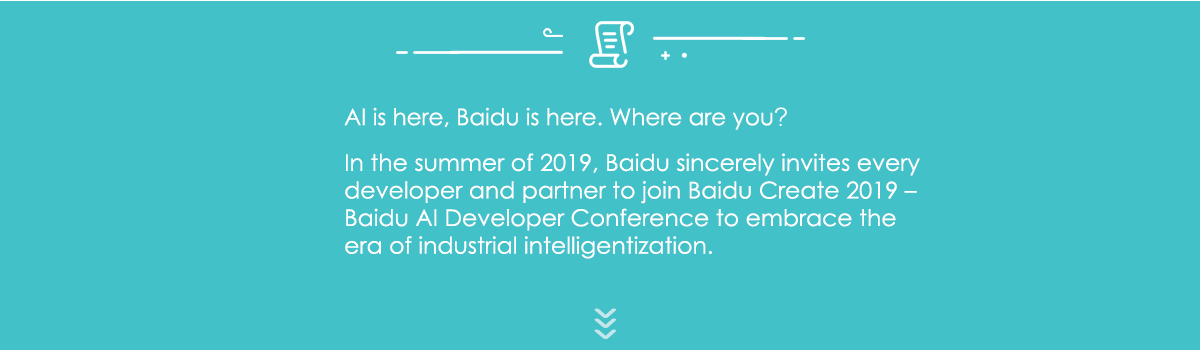 AI is here, Baidu is here. Where are you?
In the summer of 2019, Baidu sincerely invites every
developer and partner to join Baidu Create 2019 –
Baidu AI Developer Conference to embrace the
era of industrial intelligentization.